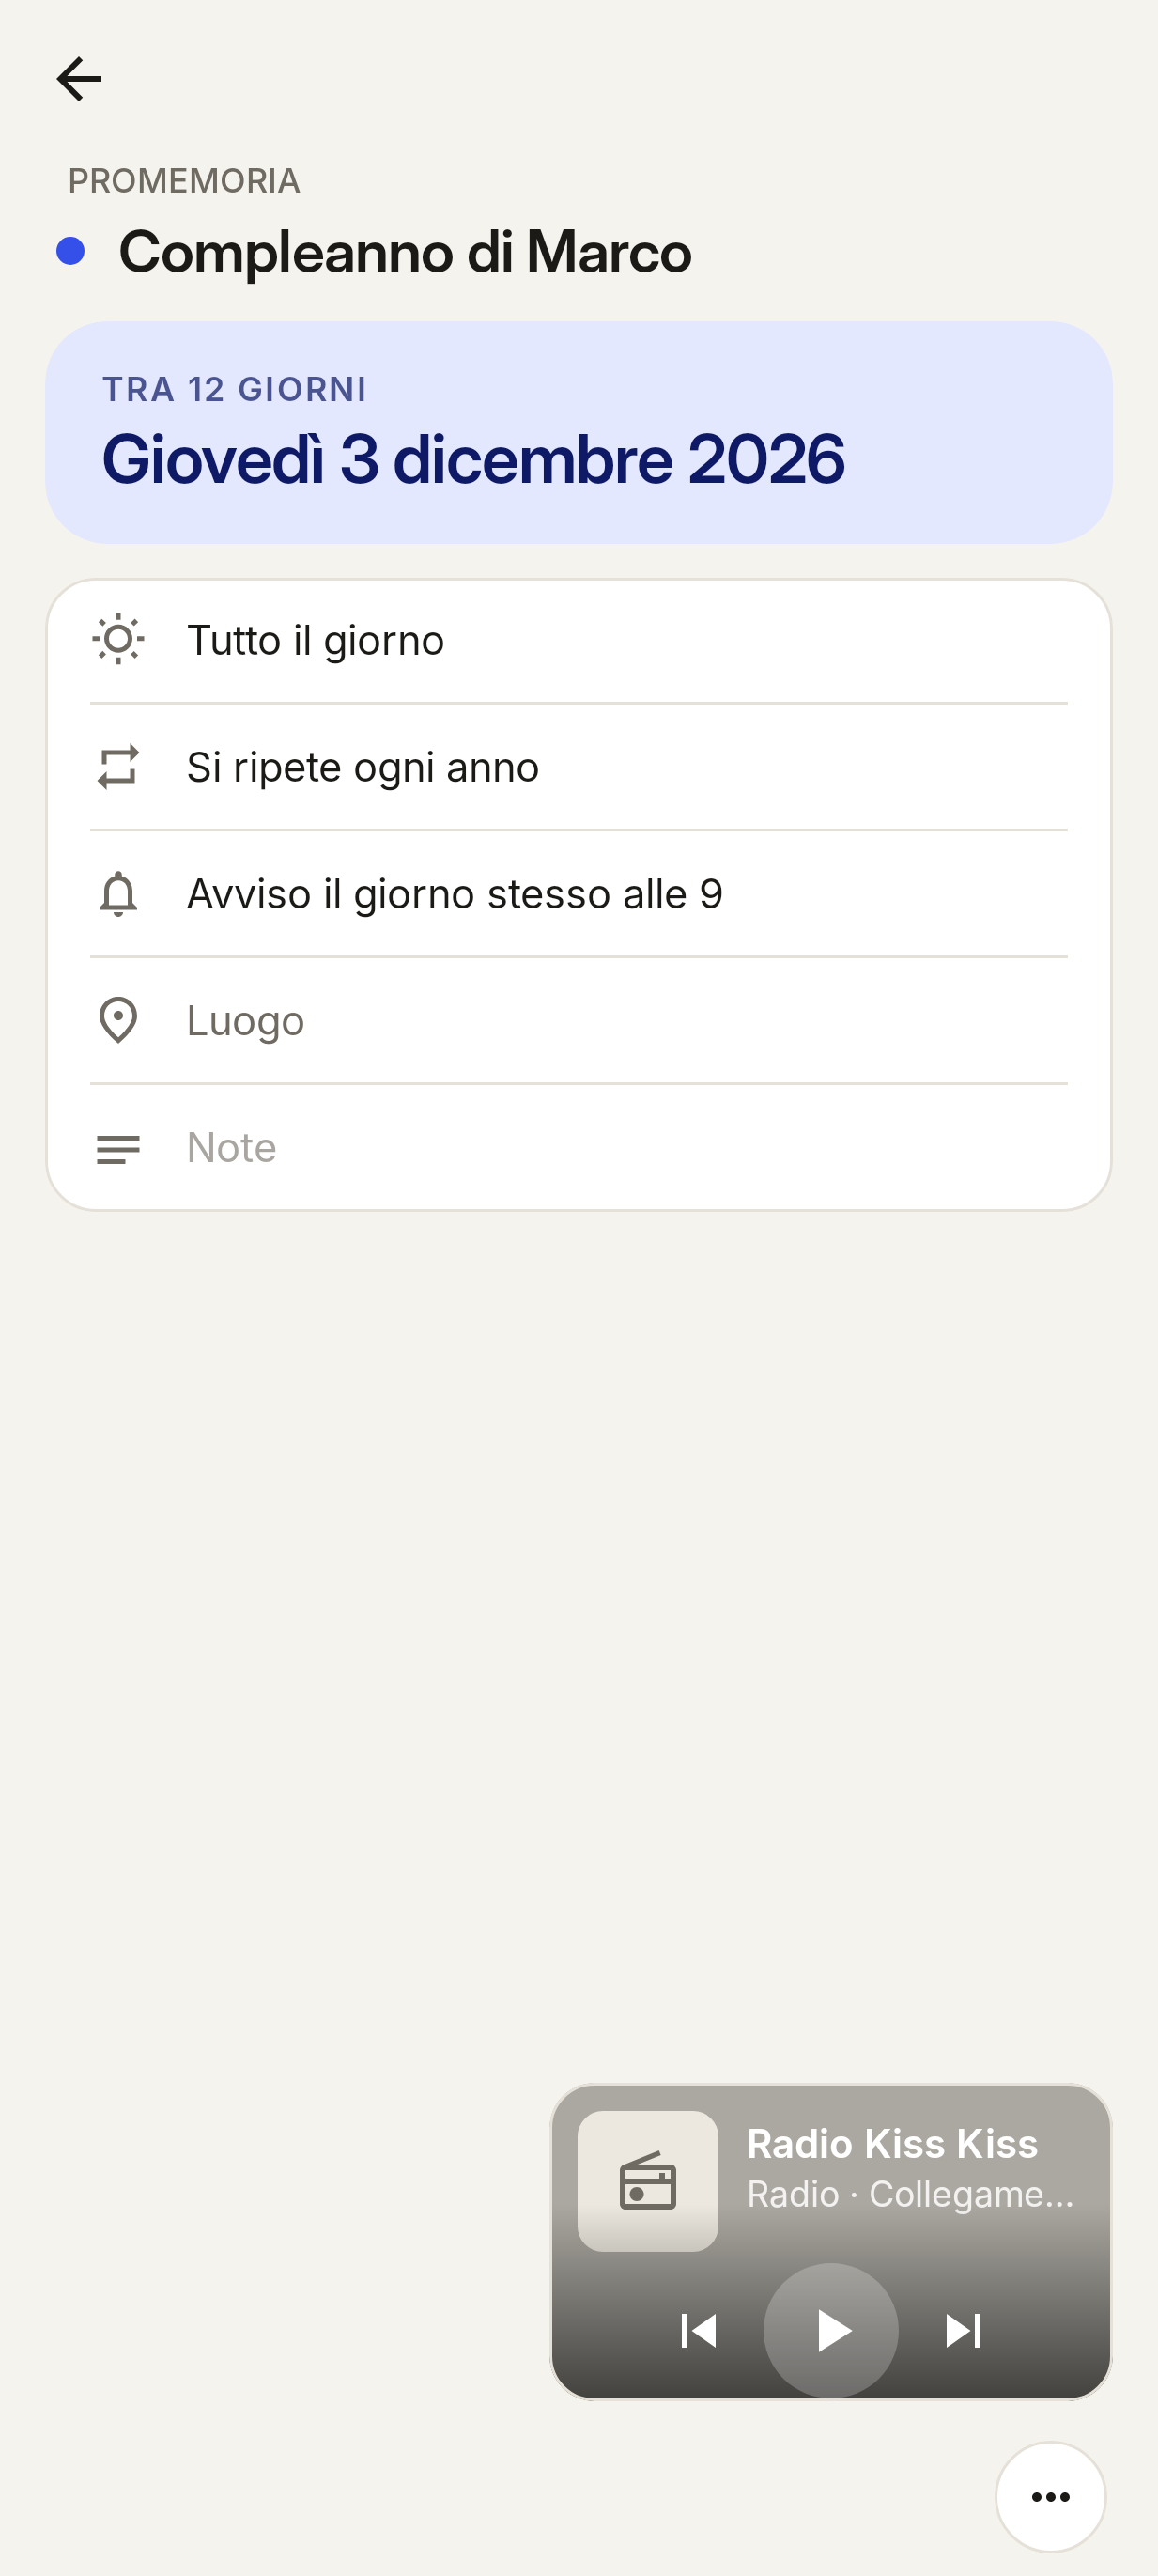 PROMEMORIA
Compleanno di Marco
TRA 12 GIORNI
Giovedì 3 dicembre 2026
Tutto il giorno
Si ripete ogni anno
Avviso il giorno stesso alle 9
Luogo
Note
Radio Kiss Kiss
Radio · Collegame...